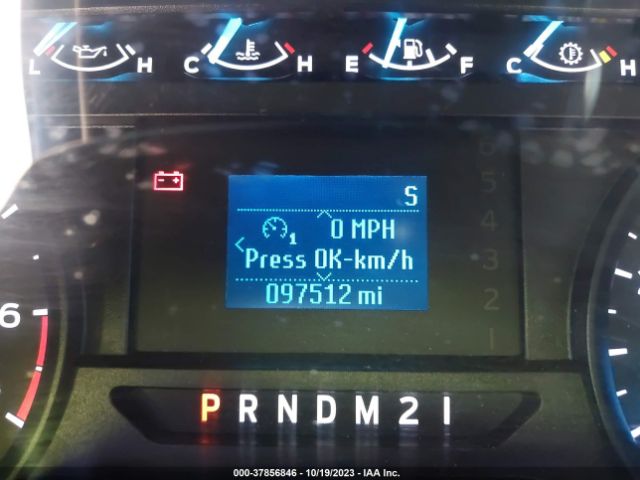 L H C H E F C H
S
0 MPH
1
Press OK-km/h
097512 mi
6
5
4
3
2
1
6
P R N D M 2 1
000-37856846 | 10/19/2023 | IAA Inc.